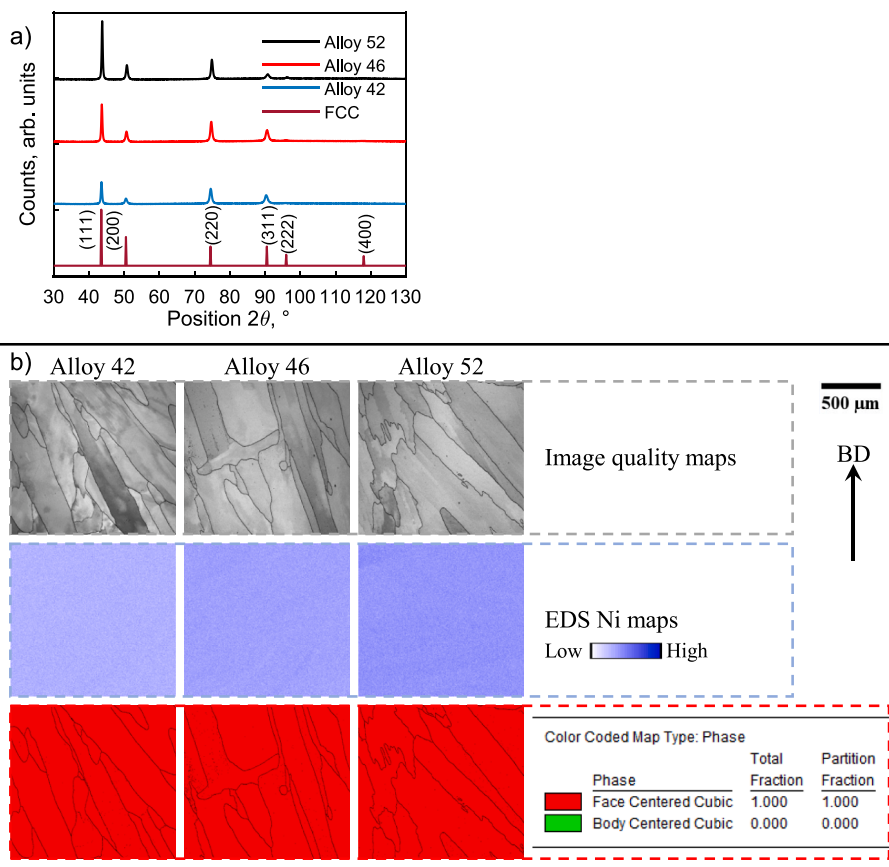 a)
Alloy 52
Alloy 46
Alloy 42
FCC
Counts, arb. units
(111)
(200)
(220)
(311)
(222)
(400)
30 40 50 60 70 80 90 100 110 120 130
Position 2θ, °
b)
Alloy 42 Alloy 46 Alloy 52
500 μm
Image quality maps
BD
EDS Ni maps
Low High
Color Coded Map Type: Phase
Total Partition
Phase Fraction Fraction
Face Centered Cubic 1.000 1.000
Body Centered Cubic 0.000 0.000